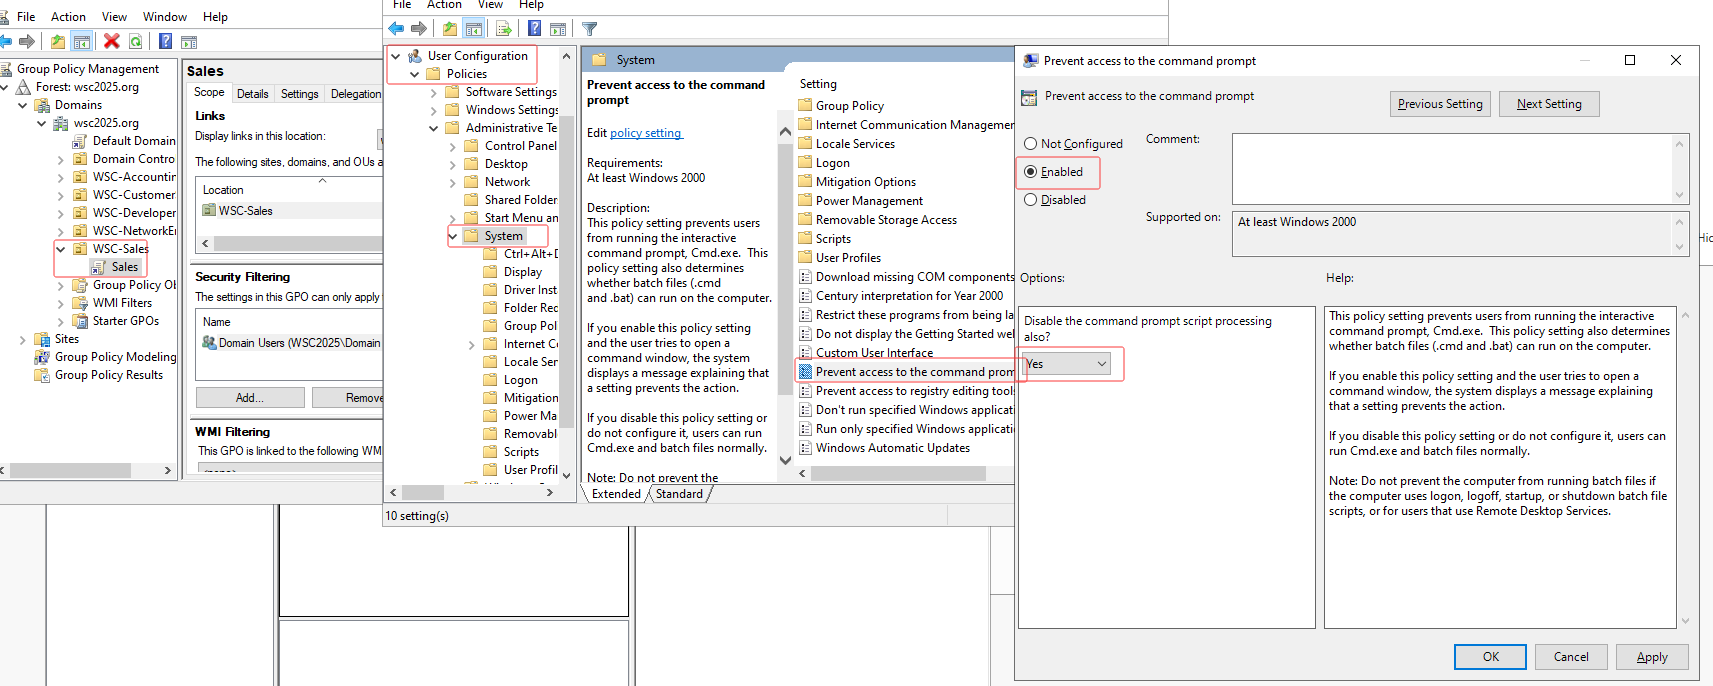 File Action View Window Help
Group Policy Management
Forest: wsc2025.org
Domains
wsc2025.org
Default Domain
Domain Contro
WSC-Accountin
WSC-Customer
WSC-Developer
WSC-NetworkEn
WSC-Sales
Sales
Group Policy Ob
WMI Filters
Starter GPOs
Sites
Group Policy Modeling
Group Policy Results
Sales
Scope Details Settings Delegation
Links
Display links in this location:
The following sites, domains, and OUs a
Location
WSC-Sales
Security Filtering
The settings in this GPO can only apply
Name
Domain Users (WSC2025\Domain
Add... Remove
WMI Filtering
This GPO is linked to the following WM
File Action View Help
User Configuration
Policies
Software Settings
Windows Settings
Administrative Te
Control Panel
Desktop
Network
Shared Folder
Start Menu an
System
Ctrl+Alt+D
Display
Driver Inst
Folder Red
Group Pol
Internet Co
Locale Ser
Logon
Mitigation
Power Ma
Removabl
Scripts
User Profil
System
Prevent access to the command
prompt
Edit policy setting
Requirements:
At least Windows 2000
Description:
This policy setting prevents users
from running the interactive
command prompt, Cmd.exe. This
policy setting also determines
whether batch files (.cmd
and .bat) can run on the computer.
If you enable this policy setting
and the user tries to open a
command window, the system
displays a message explaining that
a setting prevents the action.
If you disable this policy setting or
do not configure it, users can run
Cmd.exe and batch files normally.
Note: Do not prevent the
Setting
Group Policy
Internet Communication Managemen
Locale Services
Logon
Mitigation Options
Power Management
Removable Storage Access
Scripts
User Profiles
Download missing COM components
Century interpretation for Year 2000
Restrict these programs from being la
Do not display the Getting Started wel
Custom User Interface
Prevent access to the command prom
Prevent access to registry editing tools
Don't run specified Windows applicati
Run only specified Windows applicatio
Windows Automatic Updates
Extended Standard
10 setting(s)
Prevent access to the command prompt
Prevent access to the command prompt
Previous Setting Next Setting
Not Configured
Enabled
Disabled
Comment:
Supported on:
At least Windows 2000
Options:
Help:
Disable the command prompt script processing
also?
Yes
This policy setting prevents users from running the interactive
command prompt, Cmd.exe. This policy setting also determines
whether batch files (.cmd and .bat) can run on the computer.
If you enable this policy setting and the user tries to open a
command window, the system displays a message explaining
that a setting prevents the action.
If you disable this policy setting or do not configure it, users can
run Cmd.exe and batch files normally.
Note: Do not prevent the computer from running batch files if
the computer uses logon, logoff, startup, or shutdown batch file
scripts, or for users that use Remote Desktop Services.
OK Cancel Apply
Hic